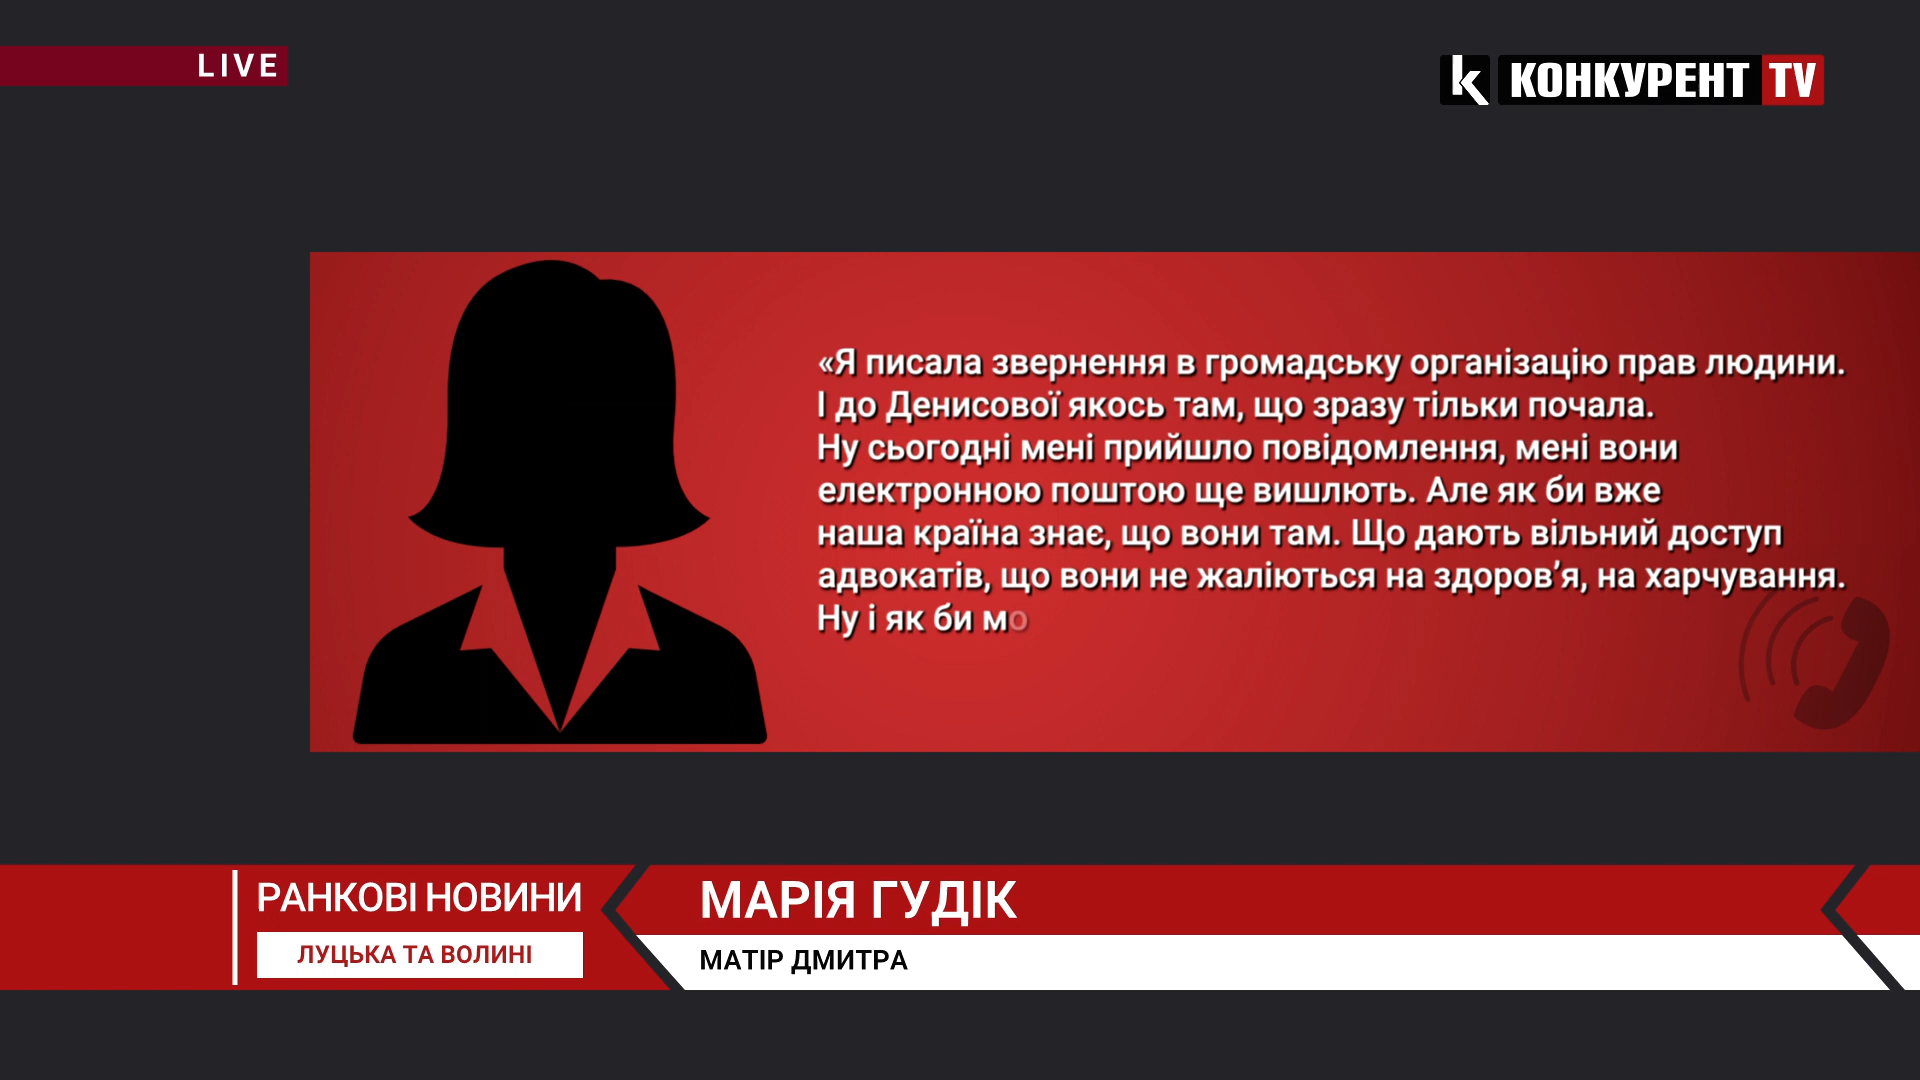 LIVE
k КОНКУРЕНТ TV
«Я писала звернення в громадську організацію прав людини.
І до Денисової якось там, що зразу тільки почала.
Ну сьогодні мені прийшло повідомлення, мені вони
електронною поштою ще вишлють. Але як би вже
наша країна знає, що вони там. Що дають вільний доступ
адвокатів, що вони не жаліються на здоров’я, на харчування.
Ну і як би мо
РАНКОВІ НОВИНИ
ЛУЦЬКА ТА ВОЛИНІ
МАРІЯ ГУДІК
МАТІР ДМИТРА